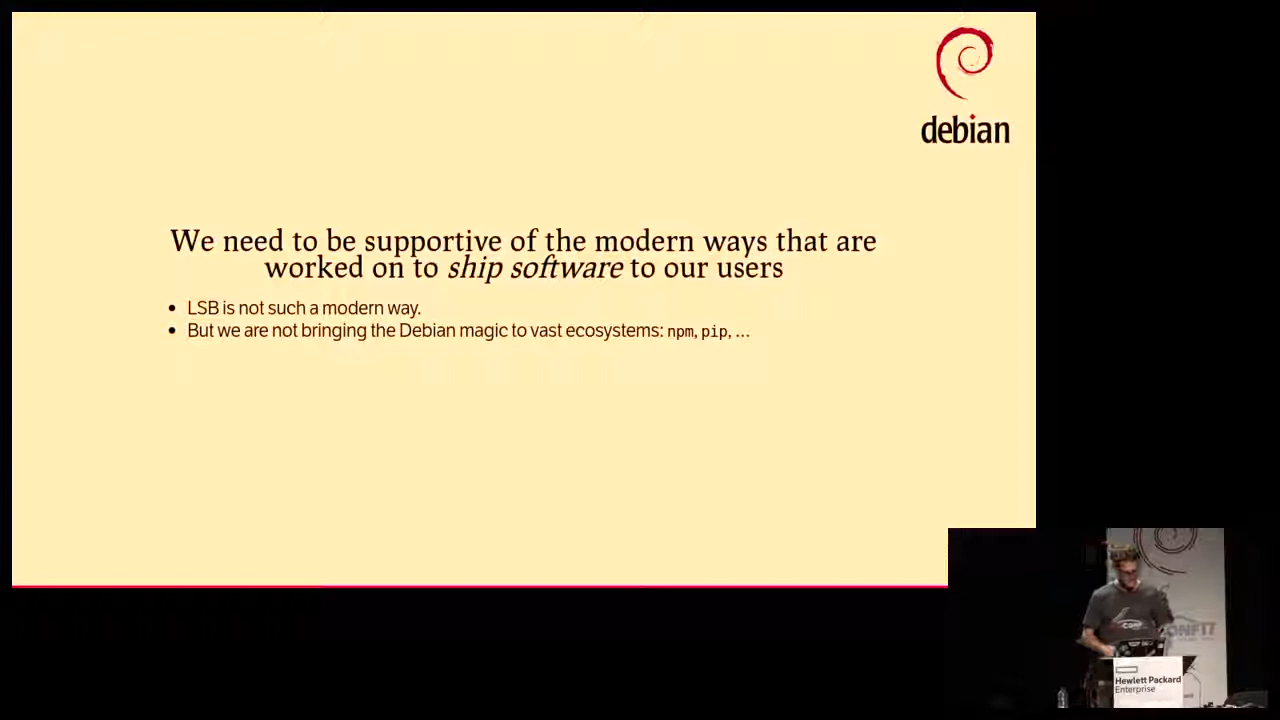 debian
We need to be supportive of the modern ways that are
worked on to ship software to our users
• LSB is not such a modern way.
• But we are not bringing the Debian magic to vast ecosystems: npm, pip, ...
Hewlett Packard
Enterprise